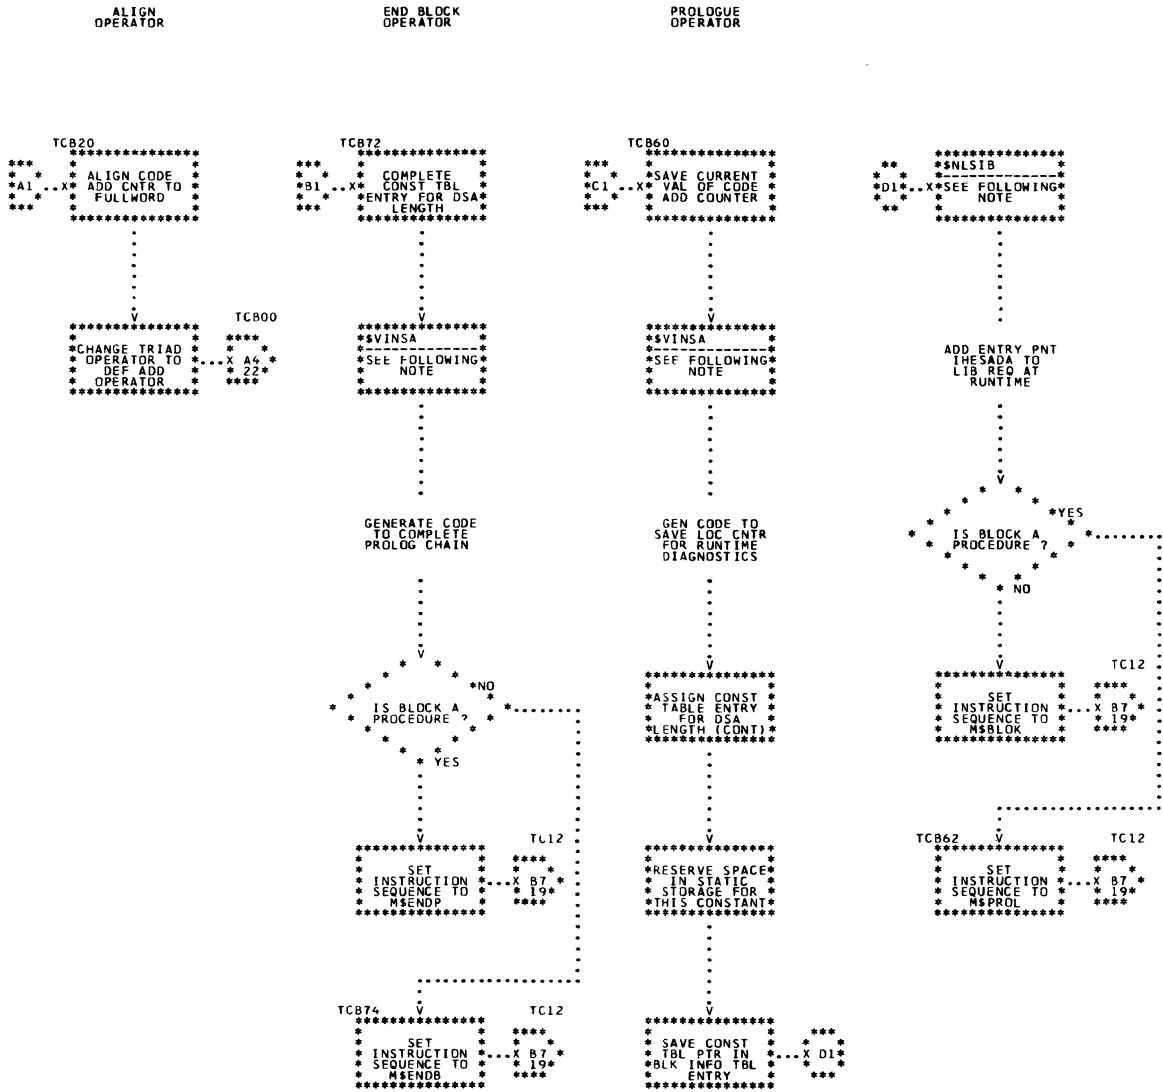 ALIGN
OPERATOR
END BLOCK
OPERATOR
PROLOGUE
OPERATOR
TCB20
A1
ALIGN CODE
ADD CNTR TO
FULLWORD
TCB00
CHANGE TRIAD
OPERATOR TO
DEF ADD
OPERATOR
A4
22
TCB72
B1
COMPLETE
CONST TBL
ENTRY FOR DSA
LENGTH
$VINSA
SEE FOLLOWING
NOTE
GENERATE CODE
TO COMPLETE
PROLOG CHAIN
IS BLOCK A
PROCEDURE ?
NO
YES
TC12
SET
INSTRUCTION
SEQUENCE TO
M$ENDP
B7
19
TCB74
TC12
SET
INSTRUCTION
SEQUENCE TO
M$ENDB
B7
19
TCB60
C1
SAVE CURRENT
VAL OF CODE
ADD COUNTER
$VINSA
SEE FOLLOWING
NOTE
GEN CODE TO
SAVE LOC CNTR
FOR RUNTIME
DIAGNOSTICS
ASSIGN CONST
TABLE ENTRY
FOR DSA
LENGTH (CONT)
RESERVE SPACE
IN STATIC
STORAGE FOR
THIS CONSTANT
SAVE CONST
TBL PTR IN
BLK INFO TBL
ENTRY
D1
D1
$NLSIB
SEE FOLLOWING
NOTE
ADD ENTRY PNT
IHESADA TO
LIB REQ AT
RUNTIME
IS BLOCK A
PROCEDURE ?
YES
NO
TC12
SET
INSTRUCTION
SEQUENCE TO
M$BLOK
B7
19
TCB62
TC12
SET
INSTRUCTION
SEQUENCE TO
M$PROL
B7
19